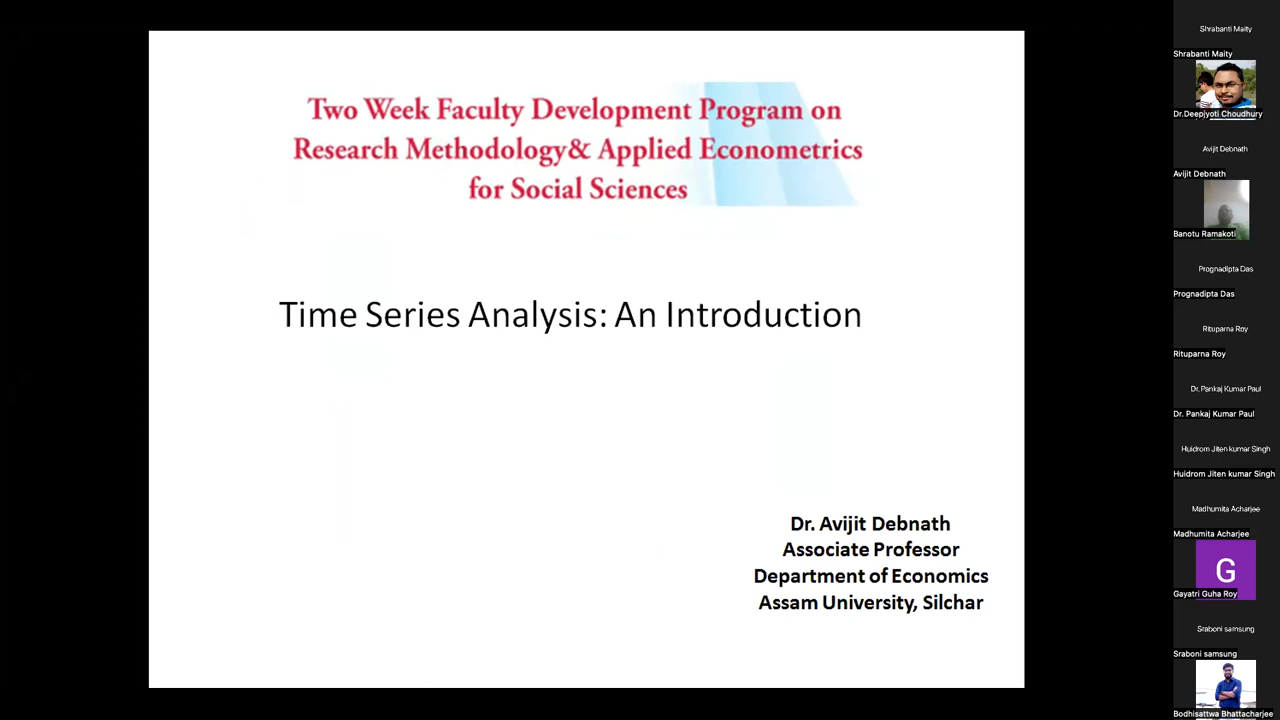 Two Week Faculty Development Program on
Research Methodology& Applied Econometrics
for Social Sciences
Time Series Analysis: An Introduction
Dr. Avijit Debnath
Associate Professor
Department of Economics
Assam University, Silchar
Shrabanti Maity
Shrabanti Maity
Dr.Deepjyoti Choudhury
Avijit Debnath
Avijit Debnath
Banotu Ramakoti
Prognadipta Das
Prognadipta Das
Rituparna Roy
Rituparna Roy
Dr. Pankaj Kumar Paul
Dr. Pankaj Kumar Paul
Huidrom Jiten kumar Singh
Huidrom Jiten kumar Singh
Madhumita Acharjee
Madhumita Acharjee
G
Gayatri Guha Roy
Sraboni samsung
Sraboni samsung
Bodhisattwa Bhattacharjee